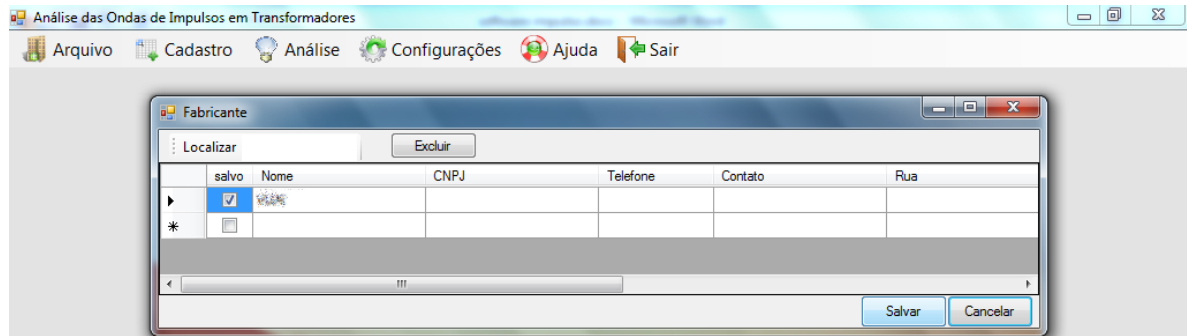 Análise das Ondas de Impulsos em Transformadores
Arquivo Cadastro Análise Configurações Ajuda Sair
Fabricante
Localizar Excluir
salvo Nome CNPJ Telefone Contato Rua
Salvar Cancelar